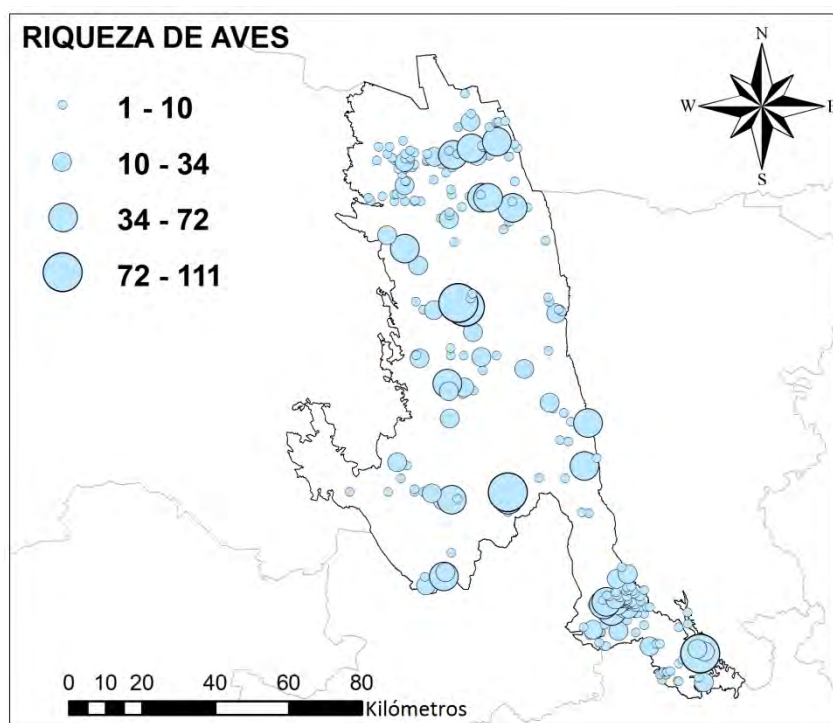 RIQUEZA DE AVES
1 - 10
10 - 34
34 - 72
72 - 111
N
W
E
S
0 10 20 40 60 80
Kilómetros